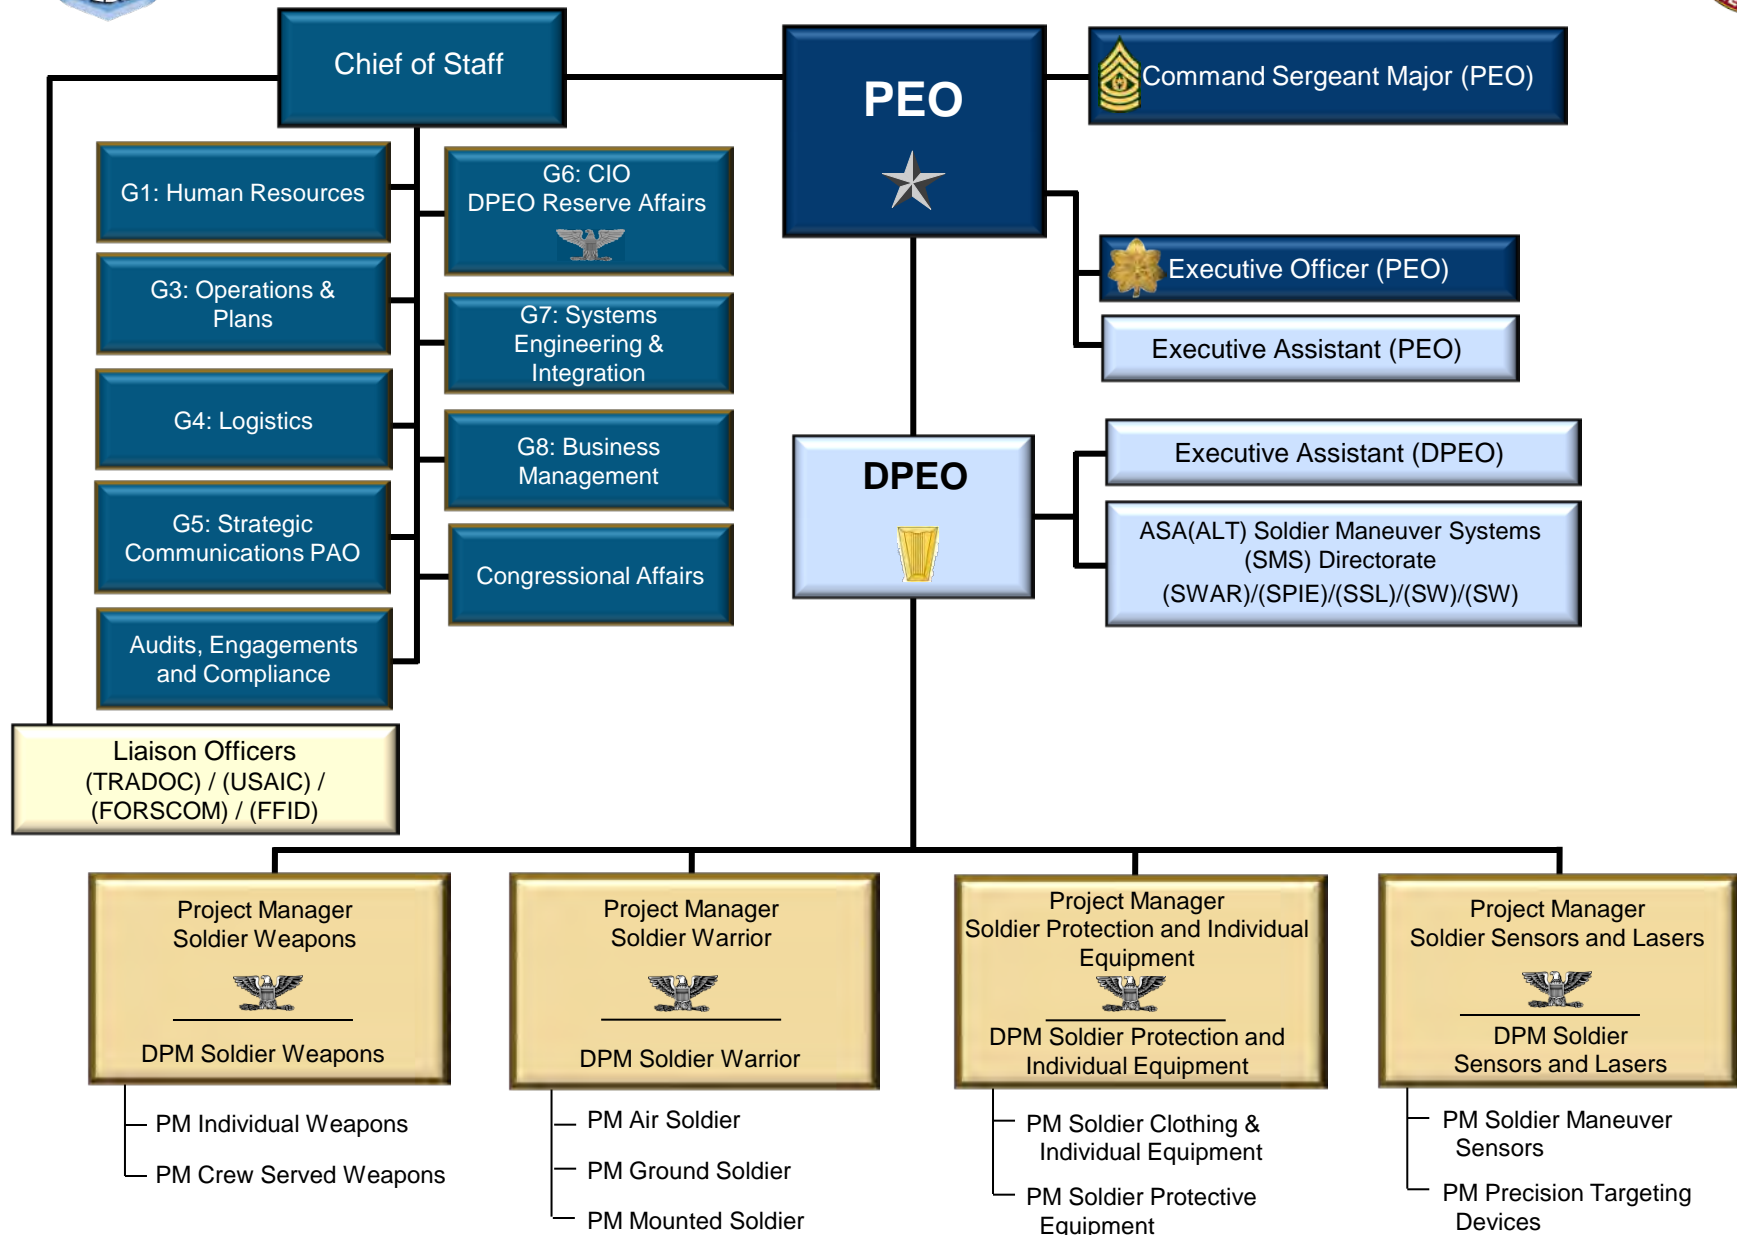 Chief of Staff
PEO
Command Sergeant Major (PEO)
G1: Human Resources
G6: CIO
DPEO Reserve Affairs
Executive Officer (PEO)
G3: Operations &
Plans
G7: Systems
Engineering &
Integration
Executive Assistant (PEO)
G4: Logistics
G8: Business
Management
DPEO
Executive Assistant (DPEO)
G5: Strategic
Communications PAO
Congressional Affairs
ASA(ALT) Soldier Maneuver Systems
(SMS) Directorate
(SWAR)/(SPIE)/(SSL)/(SW)/(SW)
Audits, Engagements
and Compliance
Liaison Officers
(TRADOC) / (USAIC) /
(FORSCOM) / (FFID)
Project Manager
Soldier Weapons
DPM Soldier Weapons
PM Individual Weapons
PM Crew Served Weapons
Project Manager
Soldier Warrior
DPM Soldier Warrior
PM Air Soldier
PM Ground Soldier
PM Mounted Soldier
Project Manager
Soldier Protection and Individual
Equipment
DPM Soldier Protection and
Individual Equipment
PM Soldier Clothing &
Individual Equipment
PM Soldier Protective
Equipment
Project Manager
Soldier Sensors and Lasers
DPM Soldier
Sensors and Lasers
PM Soldier Maneuver
Sensors
PM Precision Targeting
Devices